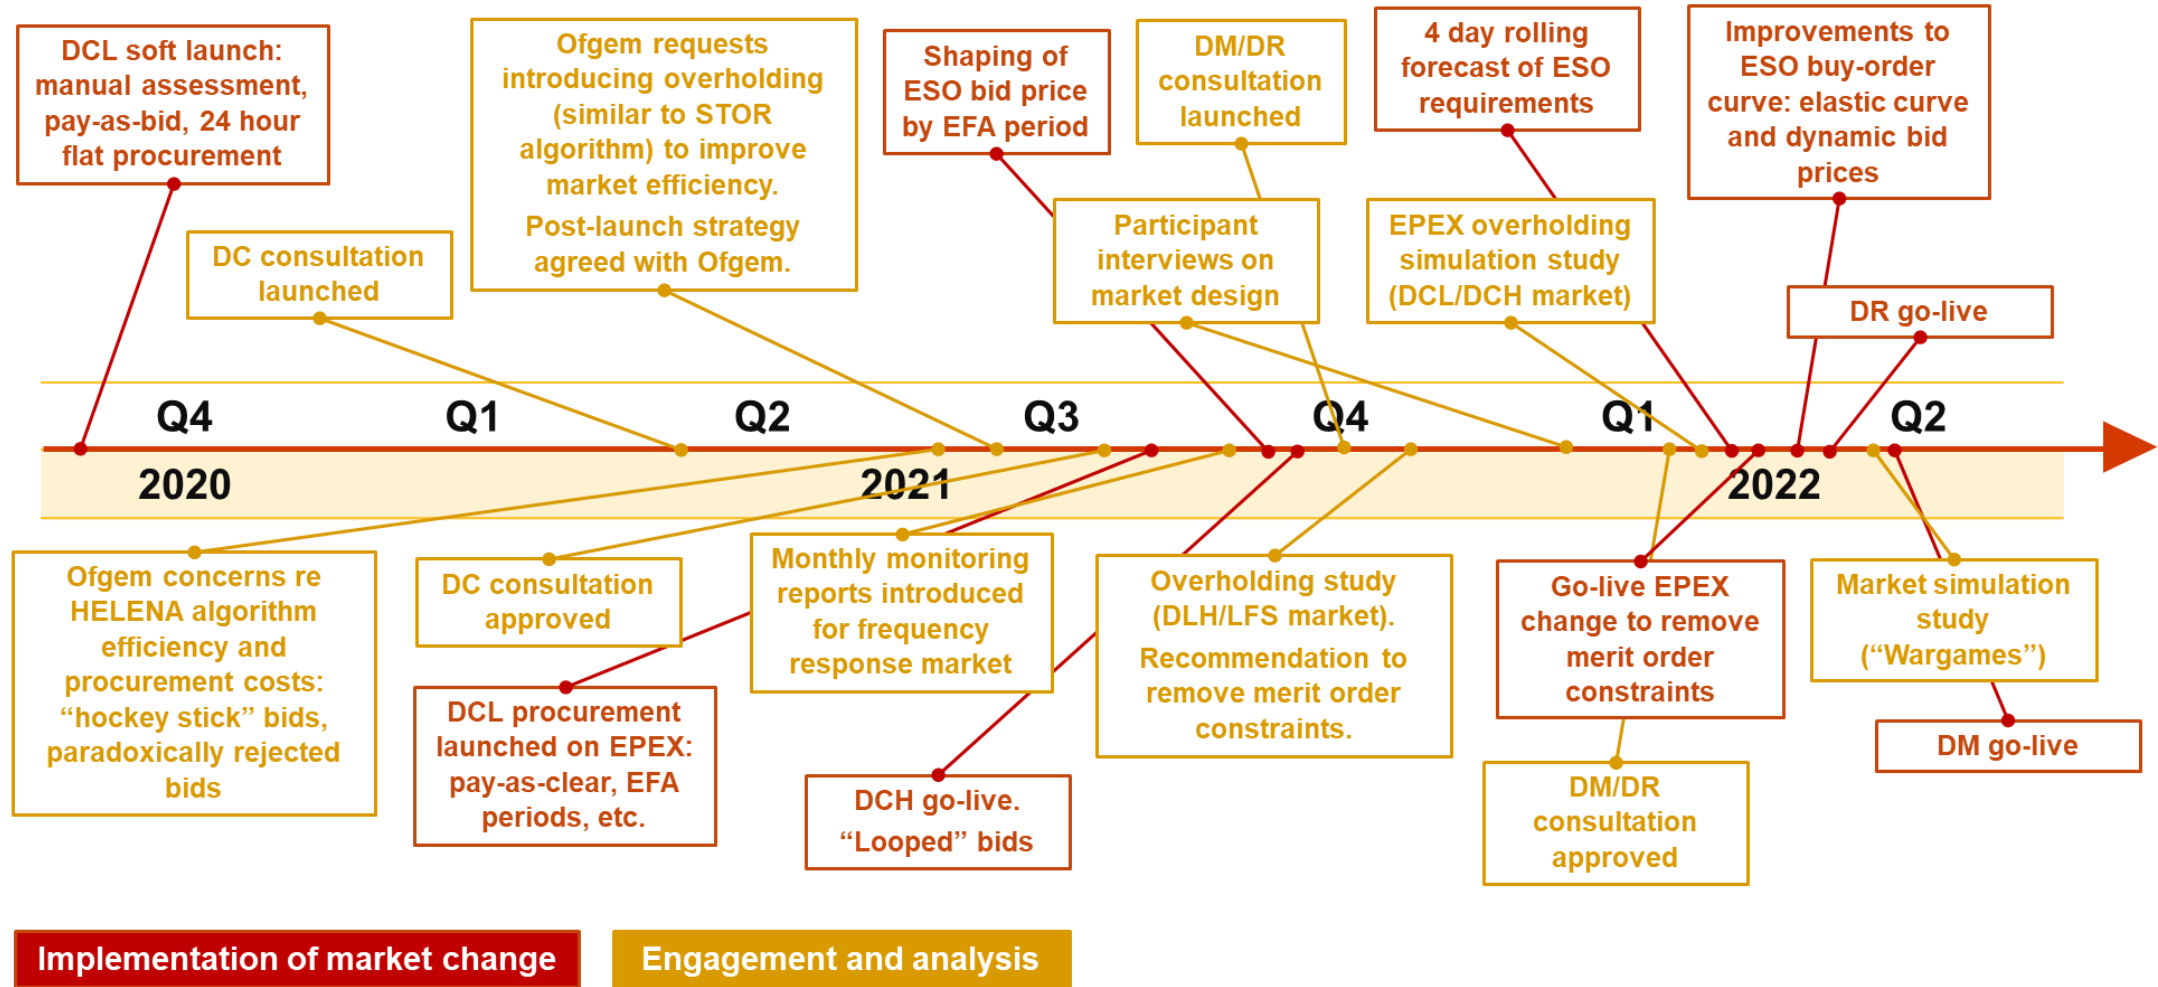 DCL soft launch:
manual assessment,
pay-as-bid, 24 hour
flat procurement
DC consultation
launched
Ofgem requests
introducing overholding
(similar to STOR
algorithm) to improve
market efficiency.
Post-launch strategy
agreed with Ofgem.
Shaping of
ESO bid price
by EFA period
DM/DR
consultation
launched
Participant
interviews on
market design
4 day rolling
forecast of ESO
requirements
EPEX overholding
simulation study
(DCL/DCH market)
Improvements to
ESO buy-order
curve: elastic curve
and dynamic bid
prices
DR go-live
Q4 Q1 Q2 Q3 Q4 Q1 Q2
2020 2021 2022
Ofgem concerns re
HELENA algorithm
efficiency and
procurement costs:
“hockey stick” bids,
paradoxically rejected
bids
DC consultation
approved
DCL procurement
launched on EPEX:
pay-as-clear, EFA
periods, etc.
Monthly monitoring
reports introduced
for frequency
response market
DCH go-live.
“Looped” bids
Overholding study
(DLH/LFS market).
Recommendation to
remove merit order
constraints.
Go-live EPEX
change to remove
merit order
constraints
DM/DR
consultation
approved
Market simulation
study
(“Wargames”)
DM go-live
Implementation of market change
Engagement and analysis